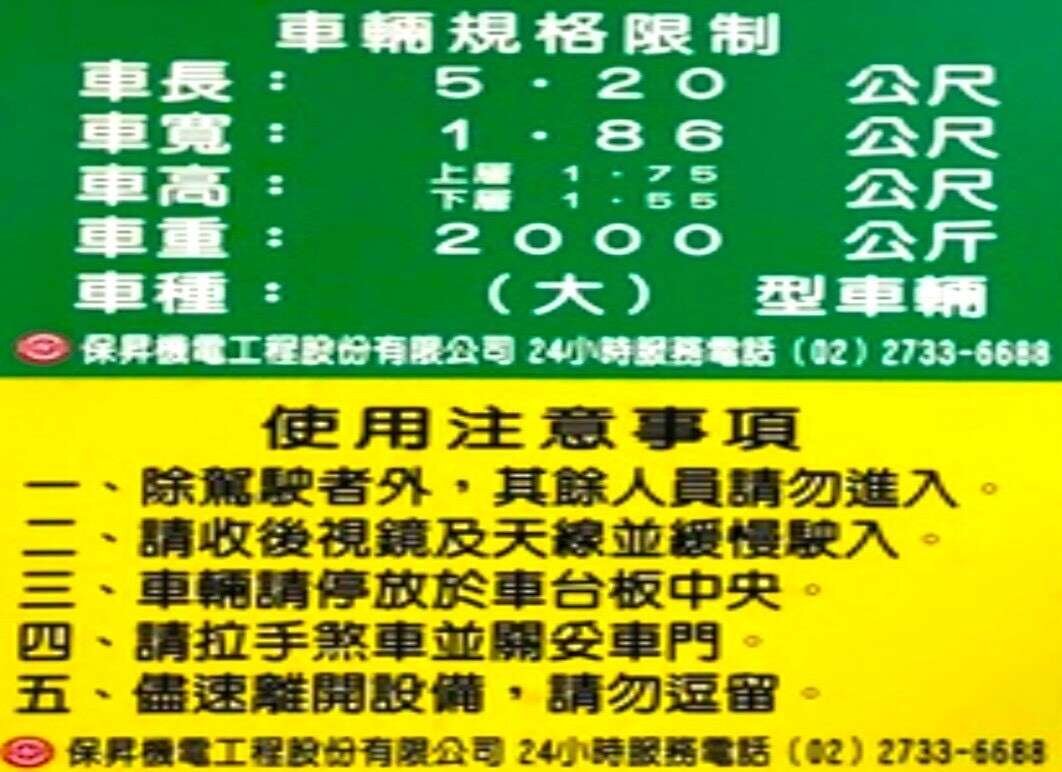 車輛規格限制
車長： 5．20 公尺
車寬： 1．86 公尺
車高： 上層 1．75 下層 1．55 公尺
車重： 2000 公斤
車種： （大） 型車輛
保昇機電工程股份有限公司 24小時服務電話（02）2733-6688
使用注意事項
一、除駕駛者外，其餘人員請勿進入。
二、請收後視鏡及天線並緩慢駛入。
三、車輛請停放於車台板中央。
四、請拉手煞車並關妥車門。
五、儘速離開設備，請勿逗留。
保昇機電工程股份有限公司 24小時服務電話（02）2733-6688